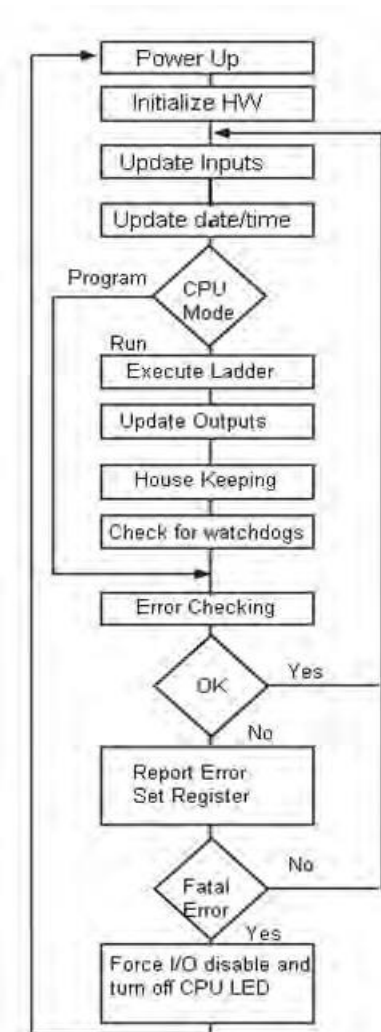 Power Up
Initialize HW
Update Inputs
Update date/time
Program
CPU
Mode
Run
Execute Ladder
Update Outputs
House Keeping
Check for watchdogs
Error Checking
OK
Yes
No
Report Error
Set Register
Fatal
Error
No
Yes
Force I/O disable and
turn off CPU LED